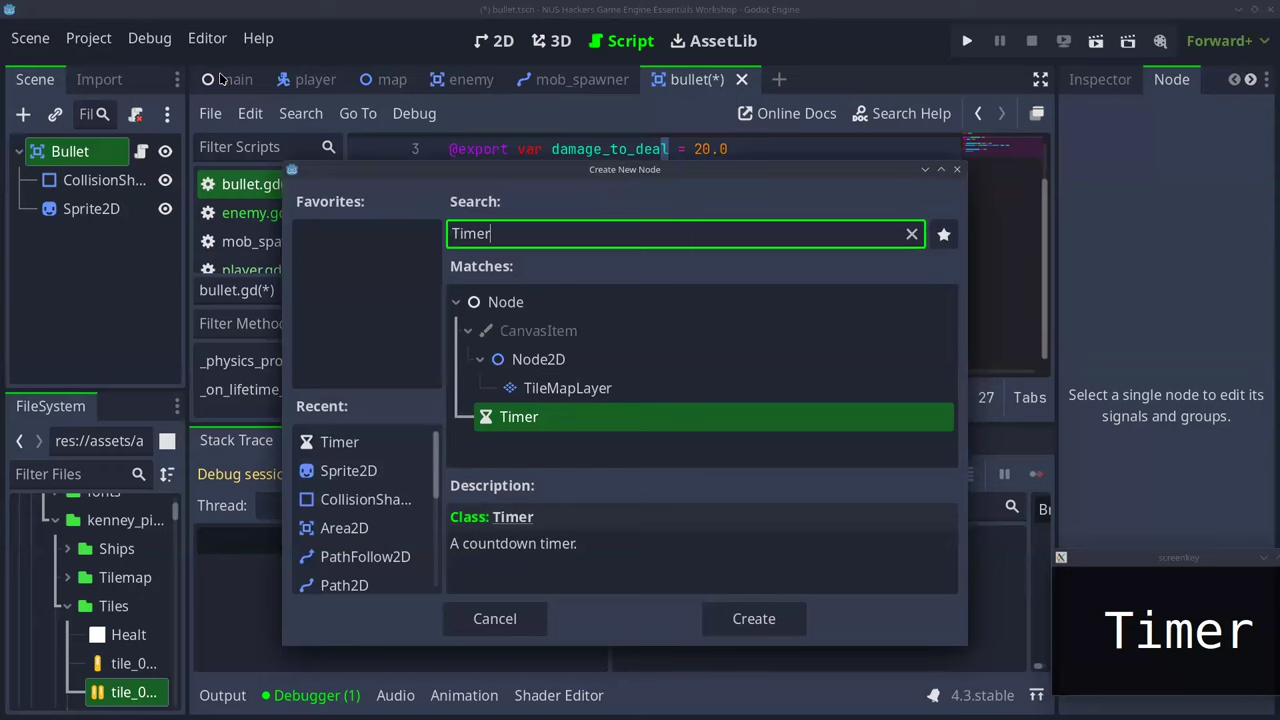 (*) bullet.tscn - NUS Hackers Game Engine Essentials Workshop - Godot Engine
Scene Project Debug Editor Help
2D 3D Script AssetLib
Forward+
Scene Import
main player map enemy mob_spawner bullet(*)
Inspector Node
Fil
File Edit Search Go To Debug
Online Docs Search Help
Bullet
CollisionSh...
Sprite2D
Filter Scripts
bullet.gd
enemy.gd
mob_spa
player.gd
bullet.gd(*)
Filter Method
_physics_pro
_on_lifetime_
3 @export var damage_to_deal = 20.0
27 Tabs
Create New Node
Favorites:
Search:
Timer
Matches:
Node
CanvasItem
Node2D
TileMapLayer
Timer
Recent:
Timer
Sprite2D
CollisionSha...
Area2D
PathFollow2D
Path2D
Description:
Class: Timer
A countdown timer.
Cancel
Create
Select a single node to edit its
signals and groups.
FileSystem
res://assets/a
Filter Files
fonts
kenney_pi...
Ships
Tilemap
Tiles
Healt
tile_0...
tile_0...
Stack Trace
Debug sessi
Thread:
Br
Output Debugger (1) Audio Animation Shader Editor
4.3.stable
screenkey
Timer